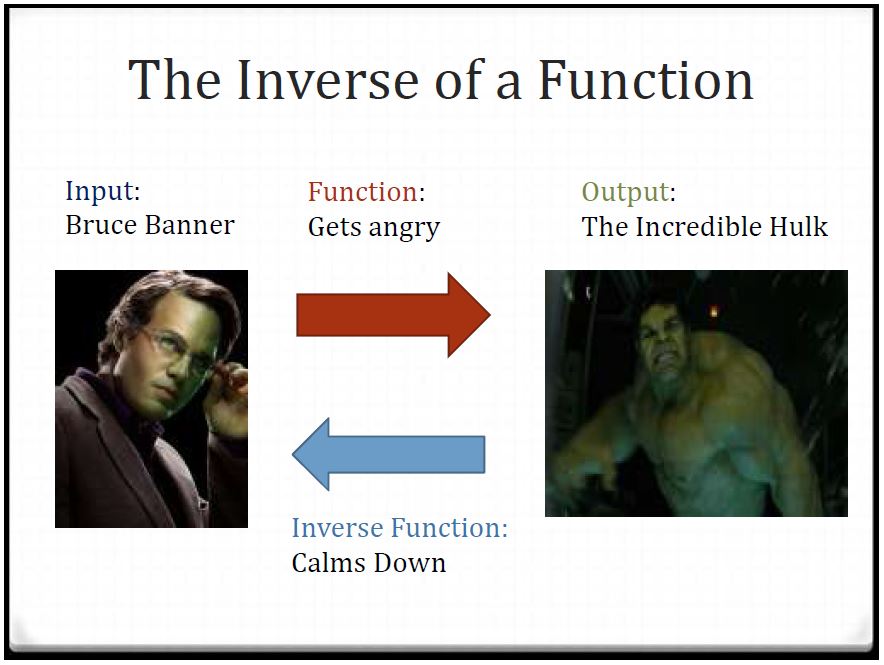 The Inverse of a Function
Input:
Bruce Banner
Function:
Gets angry
Output:
The Incredible Hulk
Inverse Function:
Calms Down